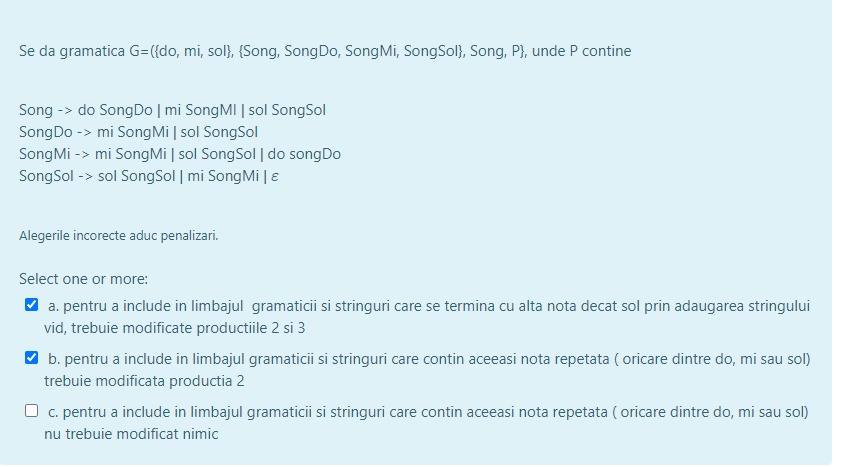 Se da gramatica G=({do, mi, sol}, {Song, SongDo, SongMi, SongSol}, Song, P}, unde P contine
Song -> do SongDo | mi SongMI | sol SongSol
SongDo -> mi SongMi | sol SongSol
SongMi -> mi SongMi | sol SongSol | do songDo
SongSol -> sol SongSol | mi SongMi | ε
Alegerile incorecte aduc penalizari.
Select one or more:
a. pentru a include in limbajul gramaticii si stringuri care se termina cu alta nota decat sol prin adaugarea stringului
vid, trebuie modificate productiile 2 si 3
b. pentru a include in limbajul gramaticii si stringuri care contin aceeasi nota repetata ( oricare dintre do, mi sau sol)
trebuie modificata productia 2
c. pentru a include in limbajul gramaticii si stringuri care contin aceeasi nota repetata ( oricare dintre do, mi sau sol)
nu trebuie modificat nimic